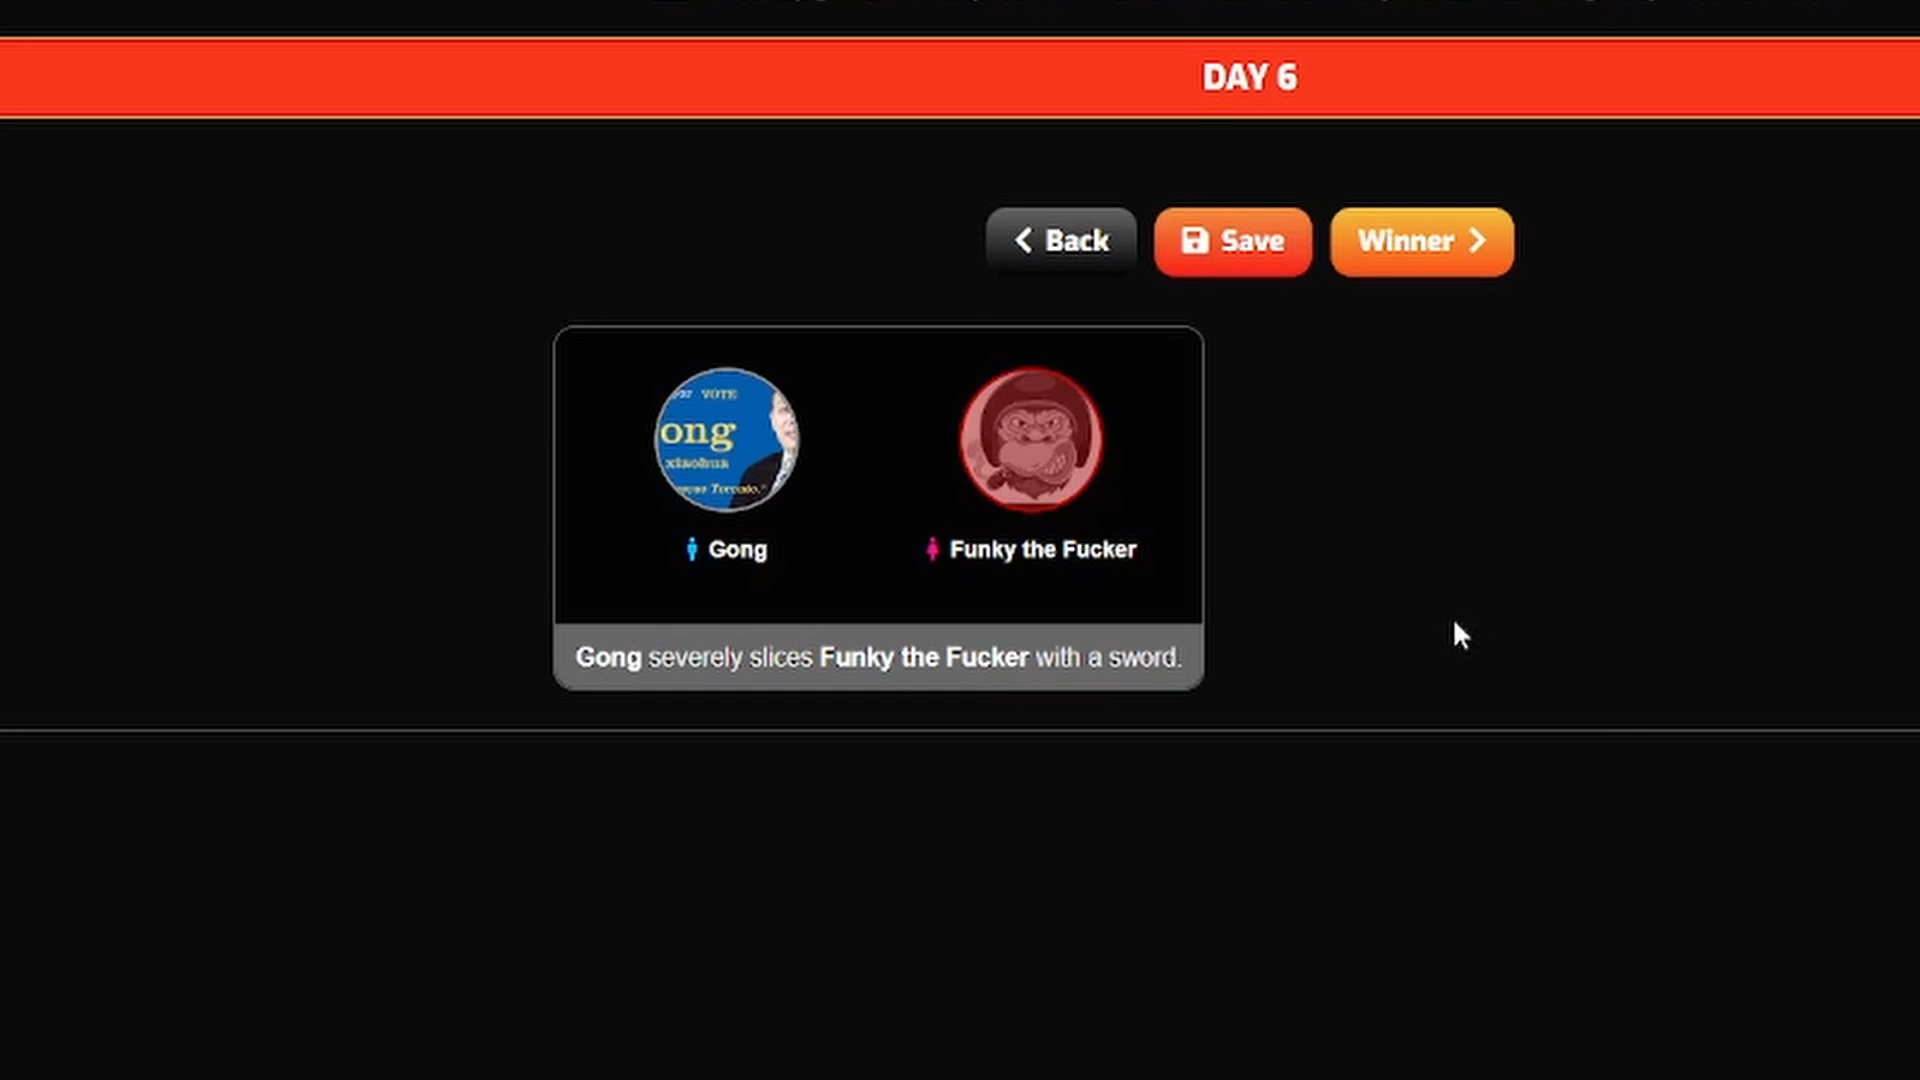 DAY 6
Back
Save
Winner
VOTE
ong
xiaohua
Toronto."
Gong
Funky the Fucker
Gong severely slices Funky the Fucker with a sword.